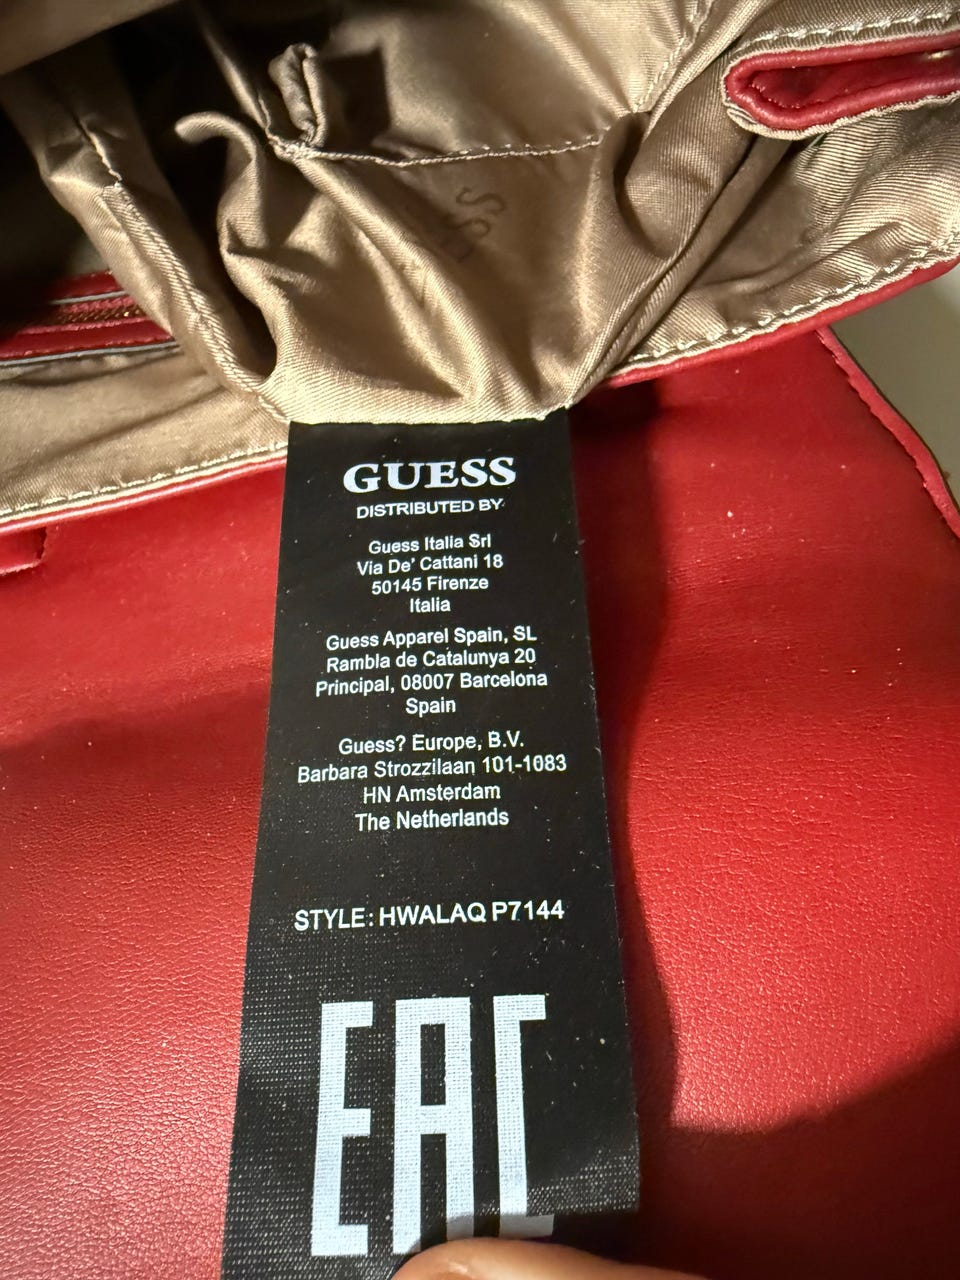 GUESS
DISTRIBUTED BY
Guess Italia Srl
Via De' Cattani 18
50145 Firenze
Italia
Guess Apparel Spain, SL
Rambla de Catalunya 20
Principal, 08007 Barcelona
Spain
Guess? Europe, B.V.
Barbara Strozzilaan 101-1083
HN Amsterdam
The Netherlands
STYLE: HWALAQ P7144
EAC